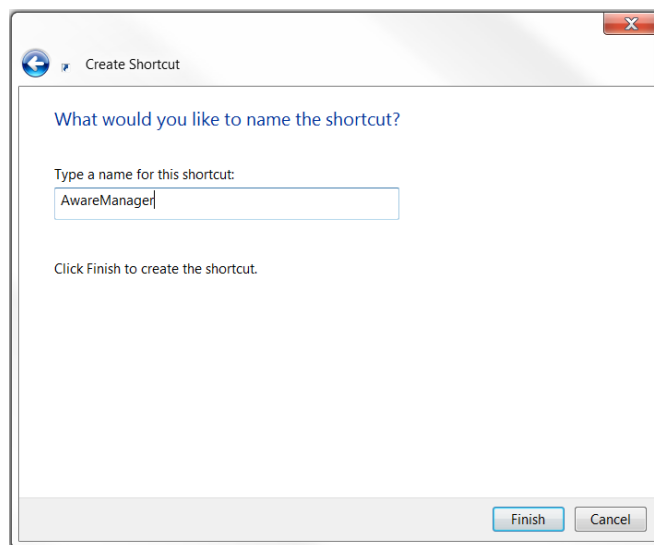 Create Shortcut
What would you like to name the shortcut?
Type a name for this shortcut:
AwareManager
Click Finish to create the shortcut.
Finish Cancel